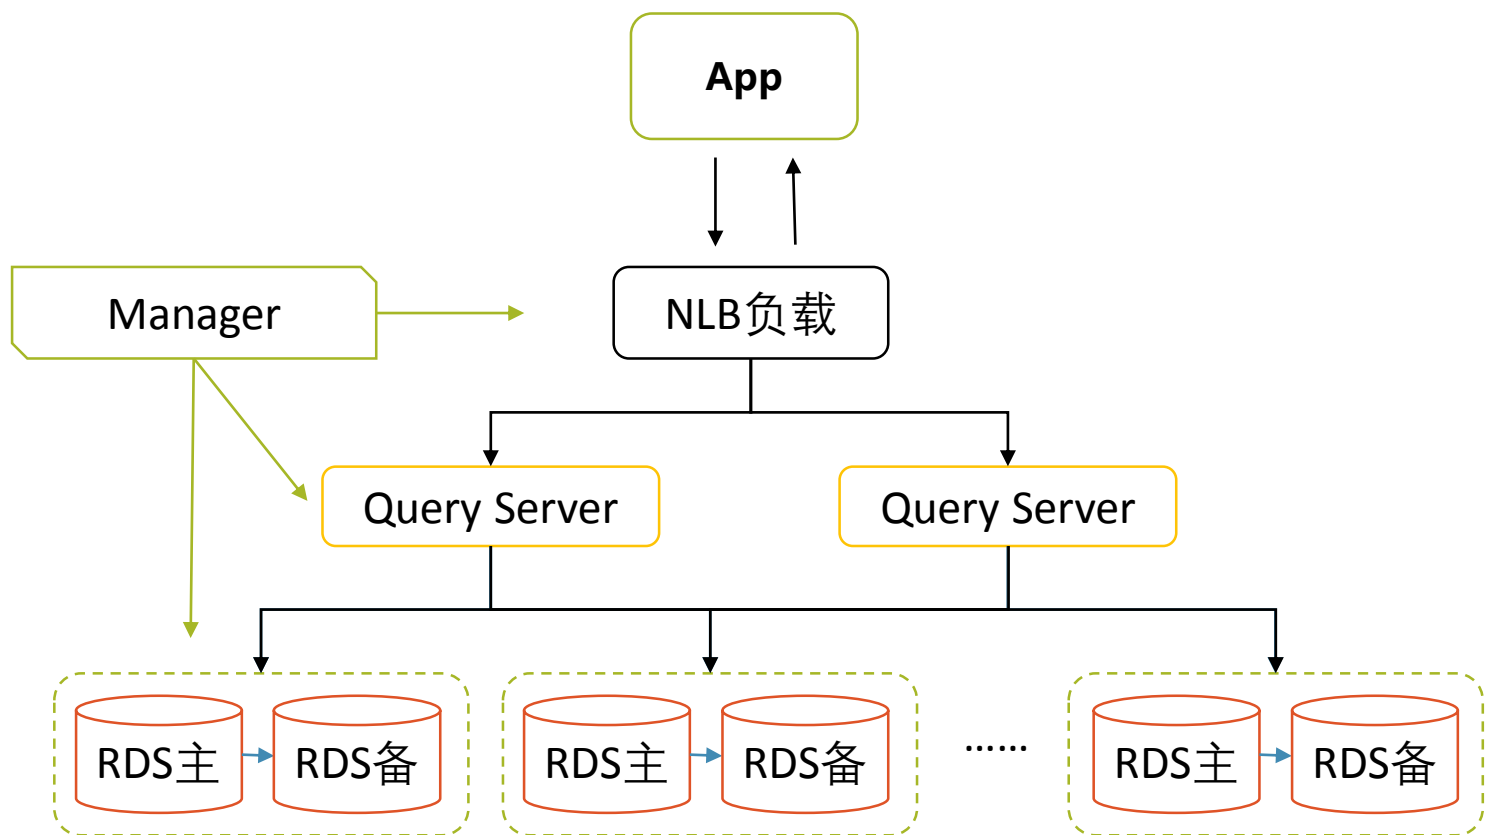 App
Manager
NLB负载
Query Server
Query Server
RDS主
RDS备
RDS主
RDS备
……
RDS主
RDS备